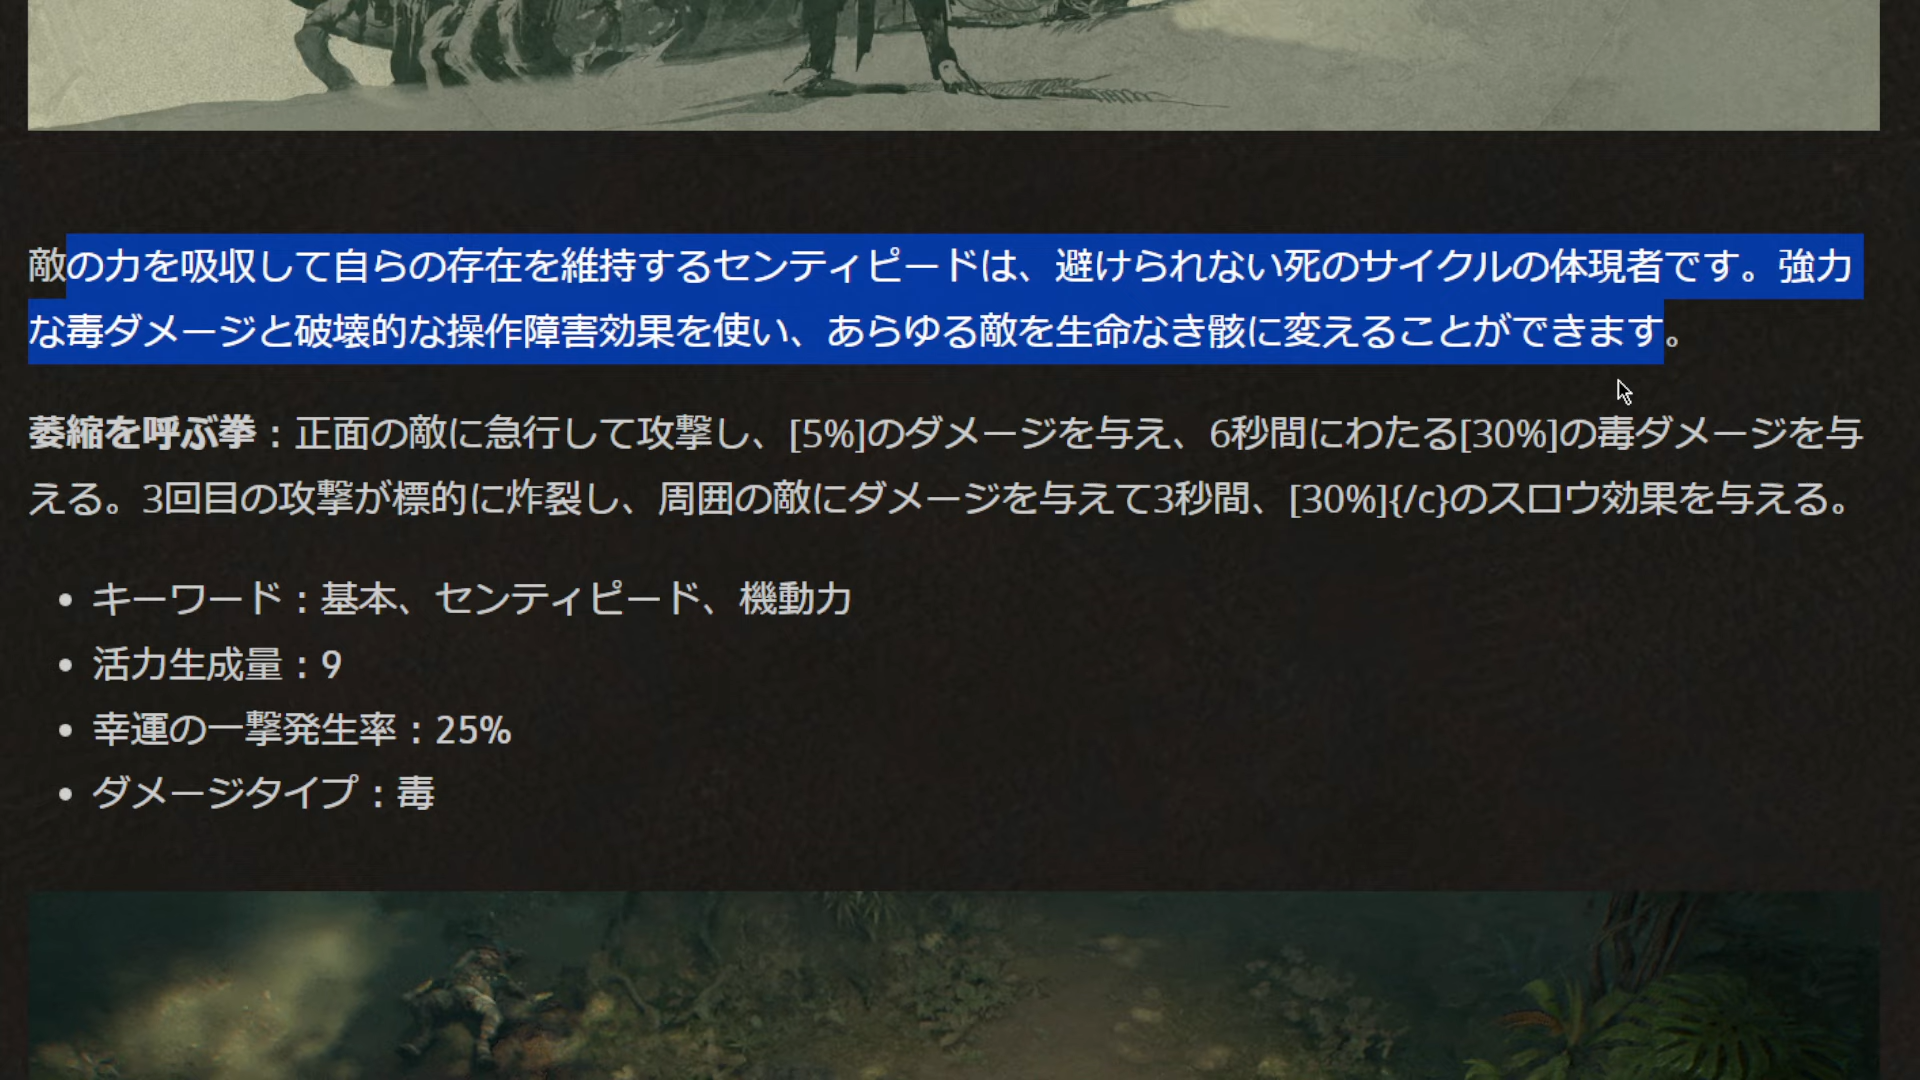 敵の力を吸収して自らの存在を維持するセンティピードは、避けられない死のサイクルの体現者です。強力
な毒ダメージと破壊的な操作障害効果を使い、あらゆる敵を生命なき骸に変えることができます。
萎縮を呼ぶ拳：正面の敵に急行して攻撃し、[5%]のダメージを与え、6秒間にわたる[30%]の毒ダメージを与
える。3回目の攻撃が標的に炸裂し、周囲の敵にダメージを与えて3秒間、[30%]{/c}のスロウ効果を与える。
• キーワード：基本、センティピード、機動力
• 活力生成量：9
• 幸運の一撃発生率：25%
• ダメージタイプ：毒